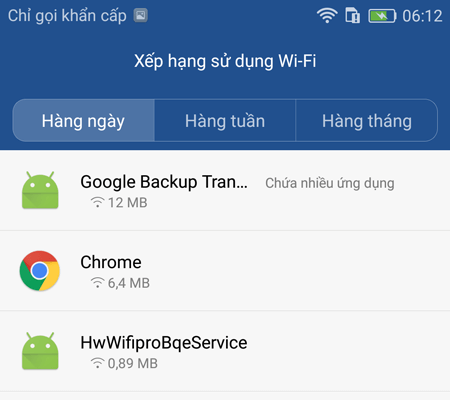 Chỉ gọi khẩn cấp 06:12
Xếp hạng sử dụng Wi-Fi
Hàng ngày Hàng tuần Hàng tháng
Google Backup Tran... Chứa nhiều ứng dụng
12 MB
Chrome
6,4 MB
HwWifiproBqeService
0,89 MB